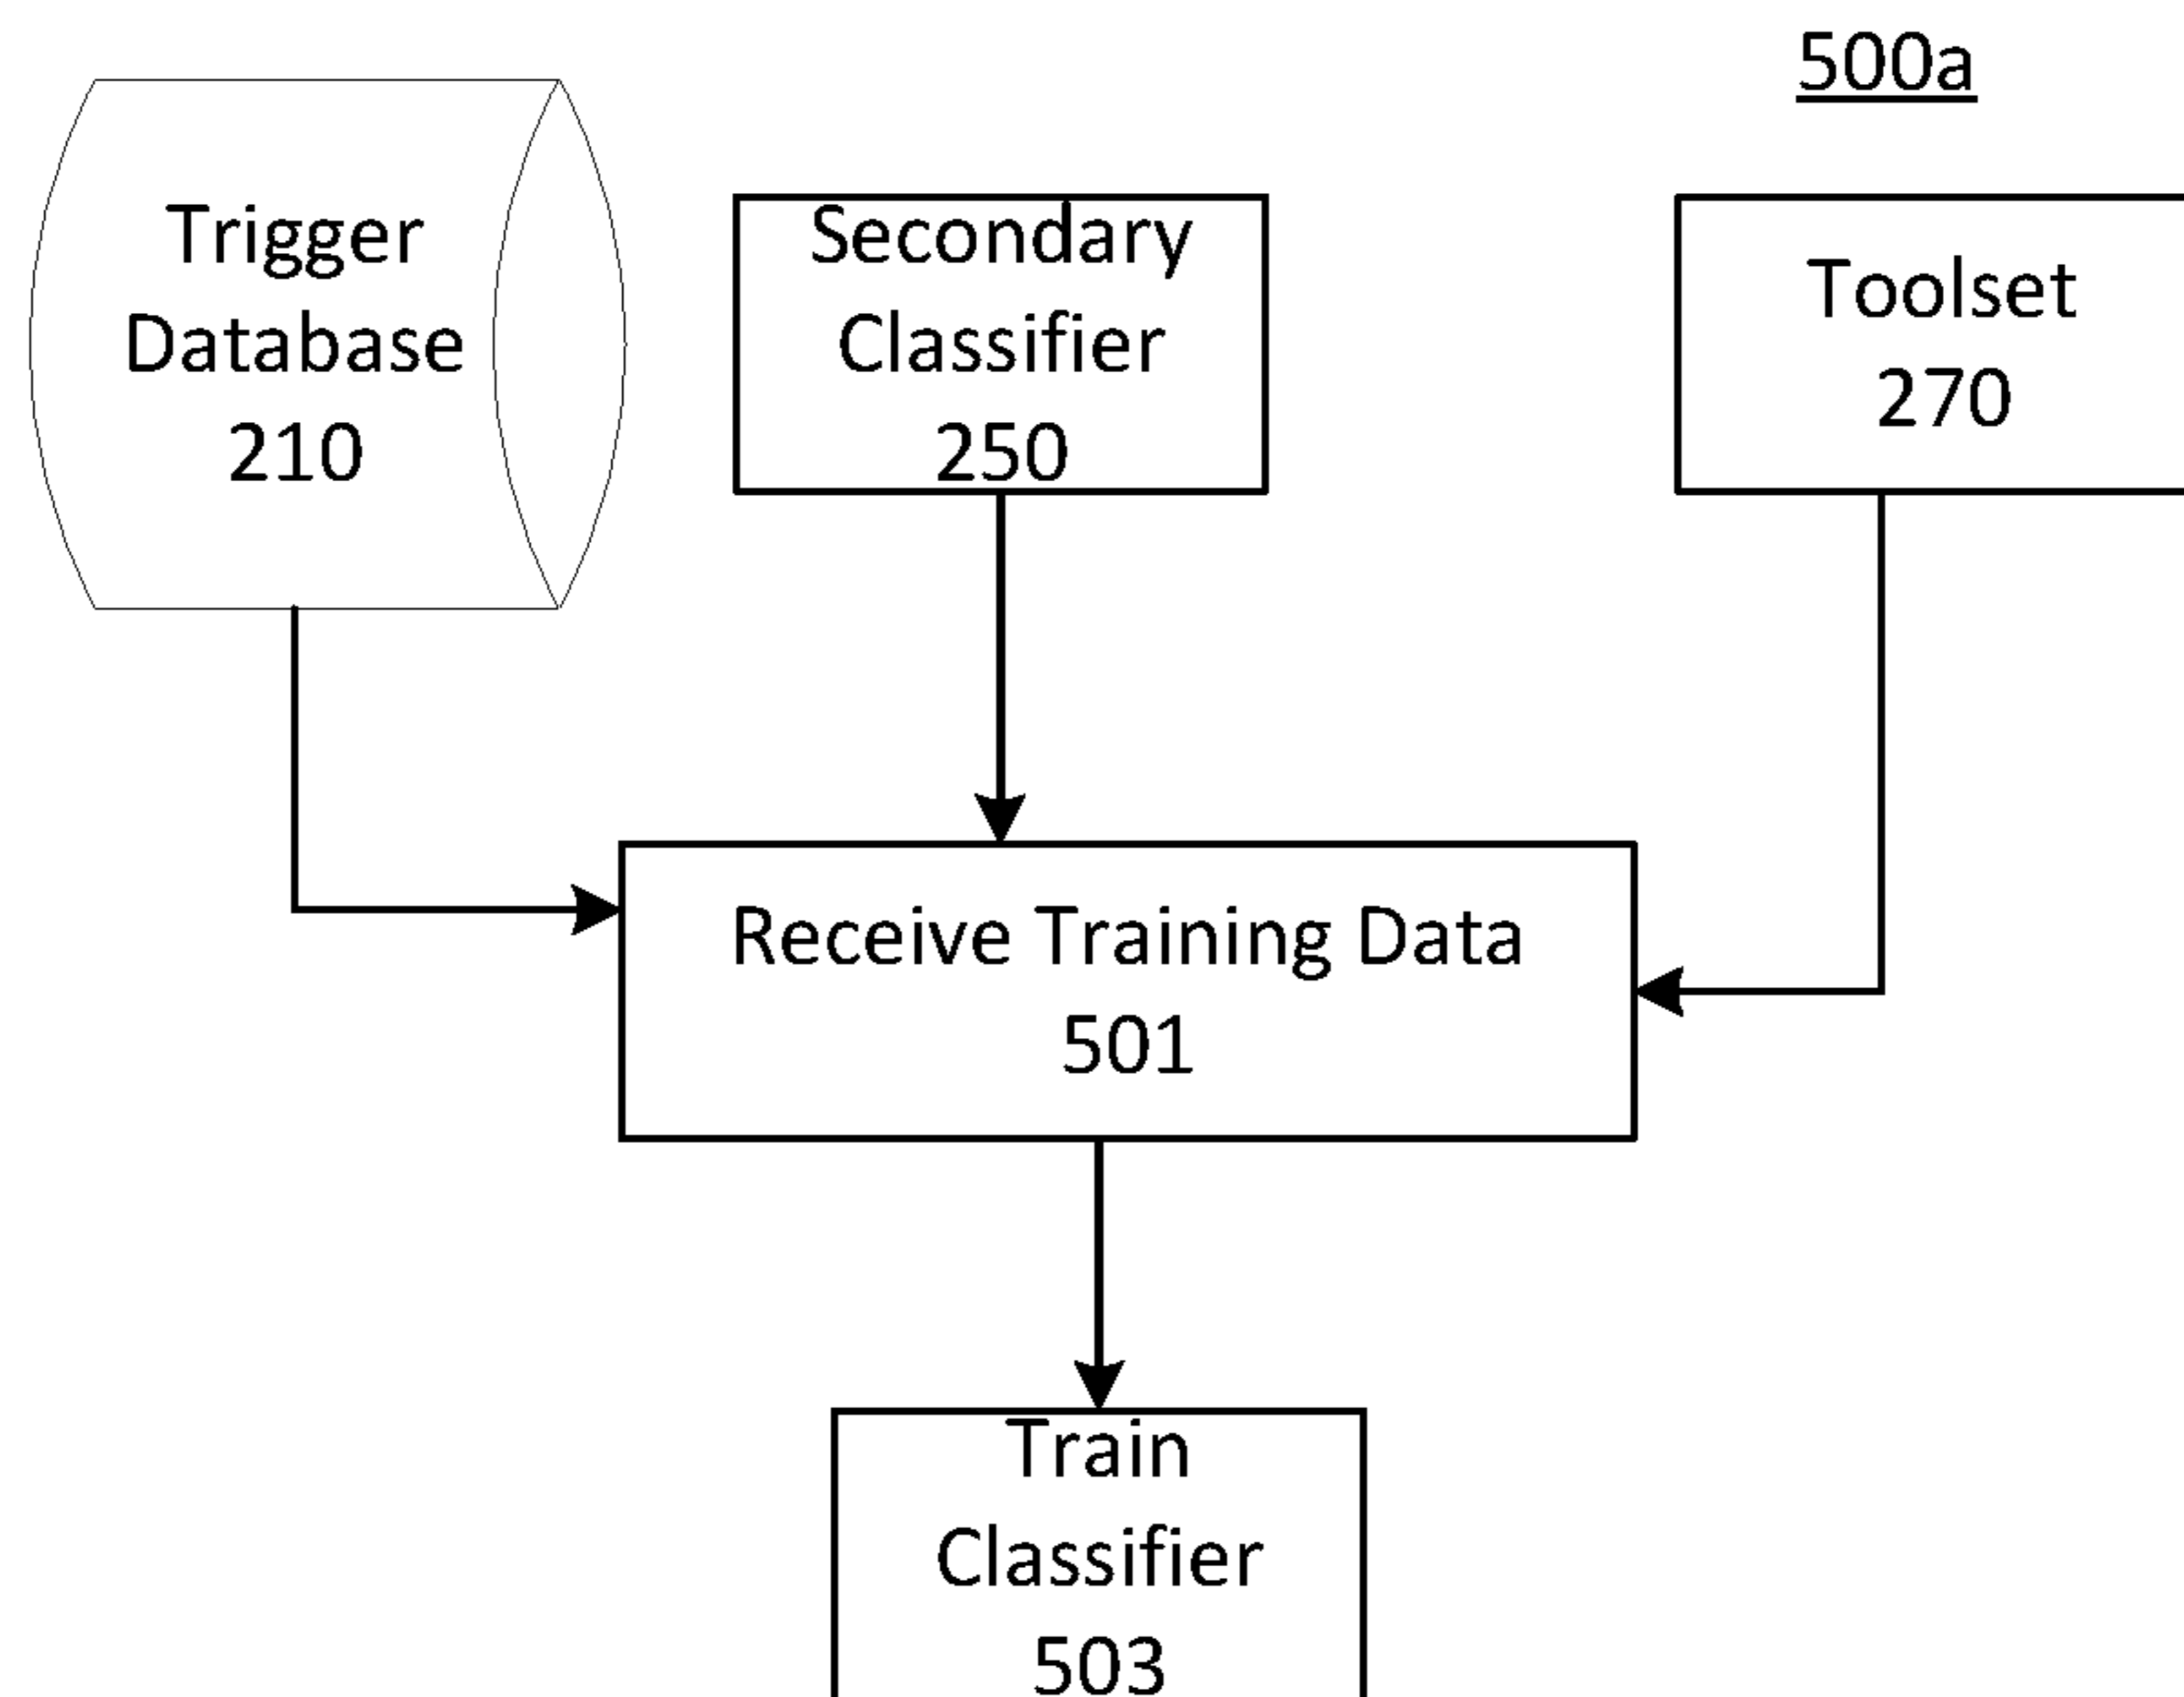 500a
Trigger
Database
210
Secondary
Classifier
250
Toolset
270
Receive Training Data
501
Train
Classifier
503